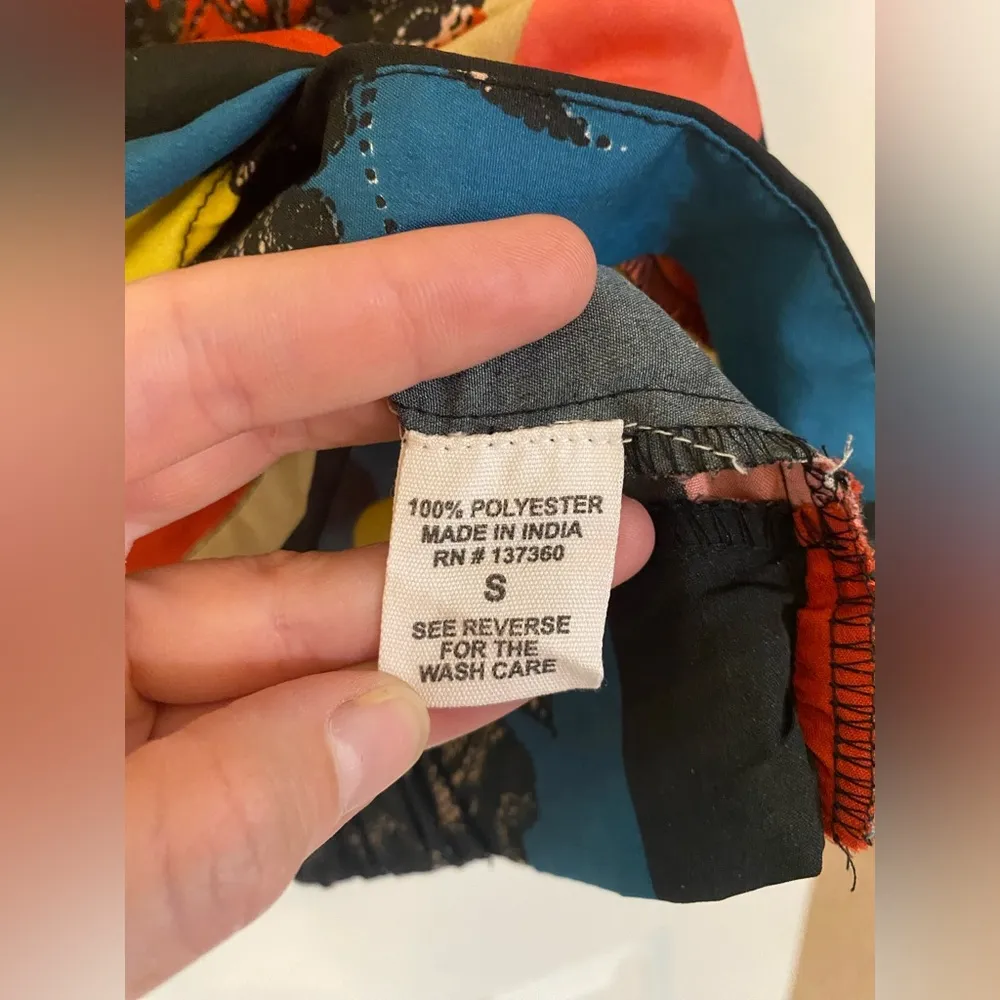 100% POLYESTER
MADE IN INDIA
RN # 137360
S
SEE REVERSE
FOR THE
WASH CARE